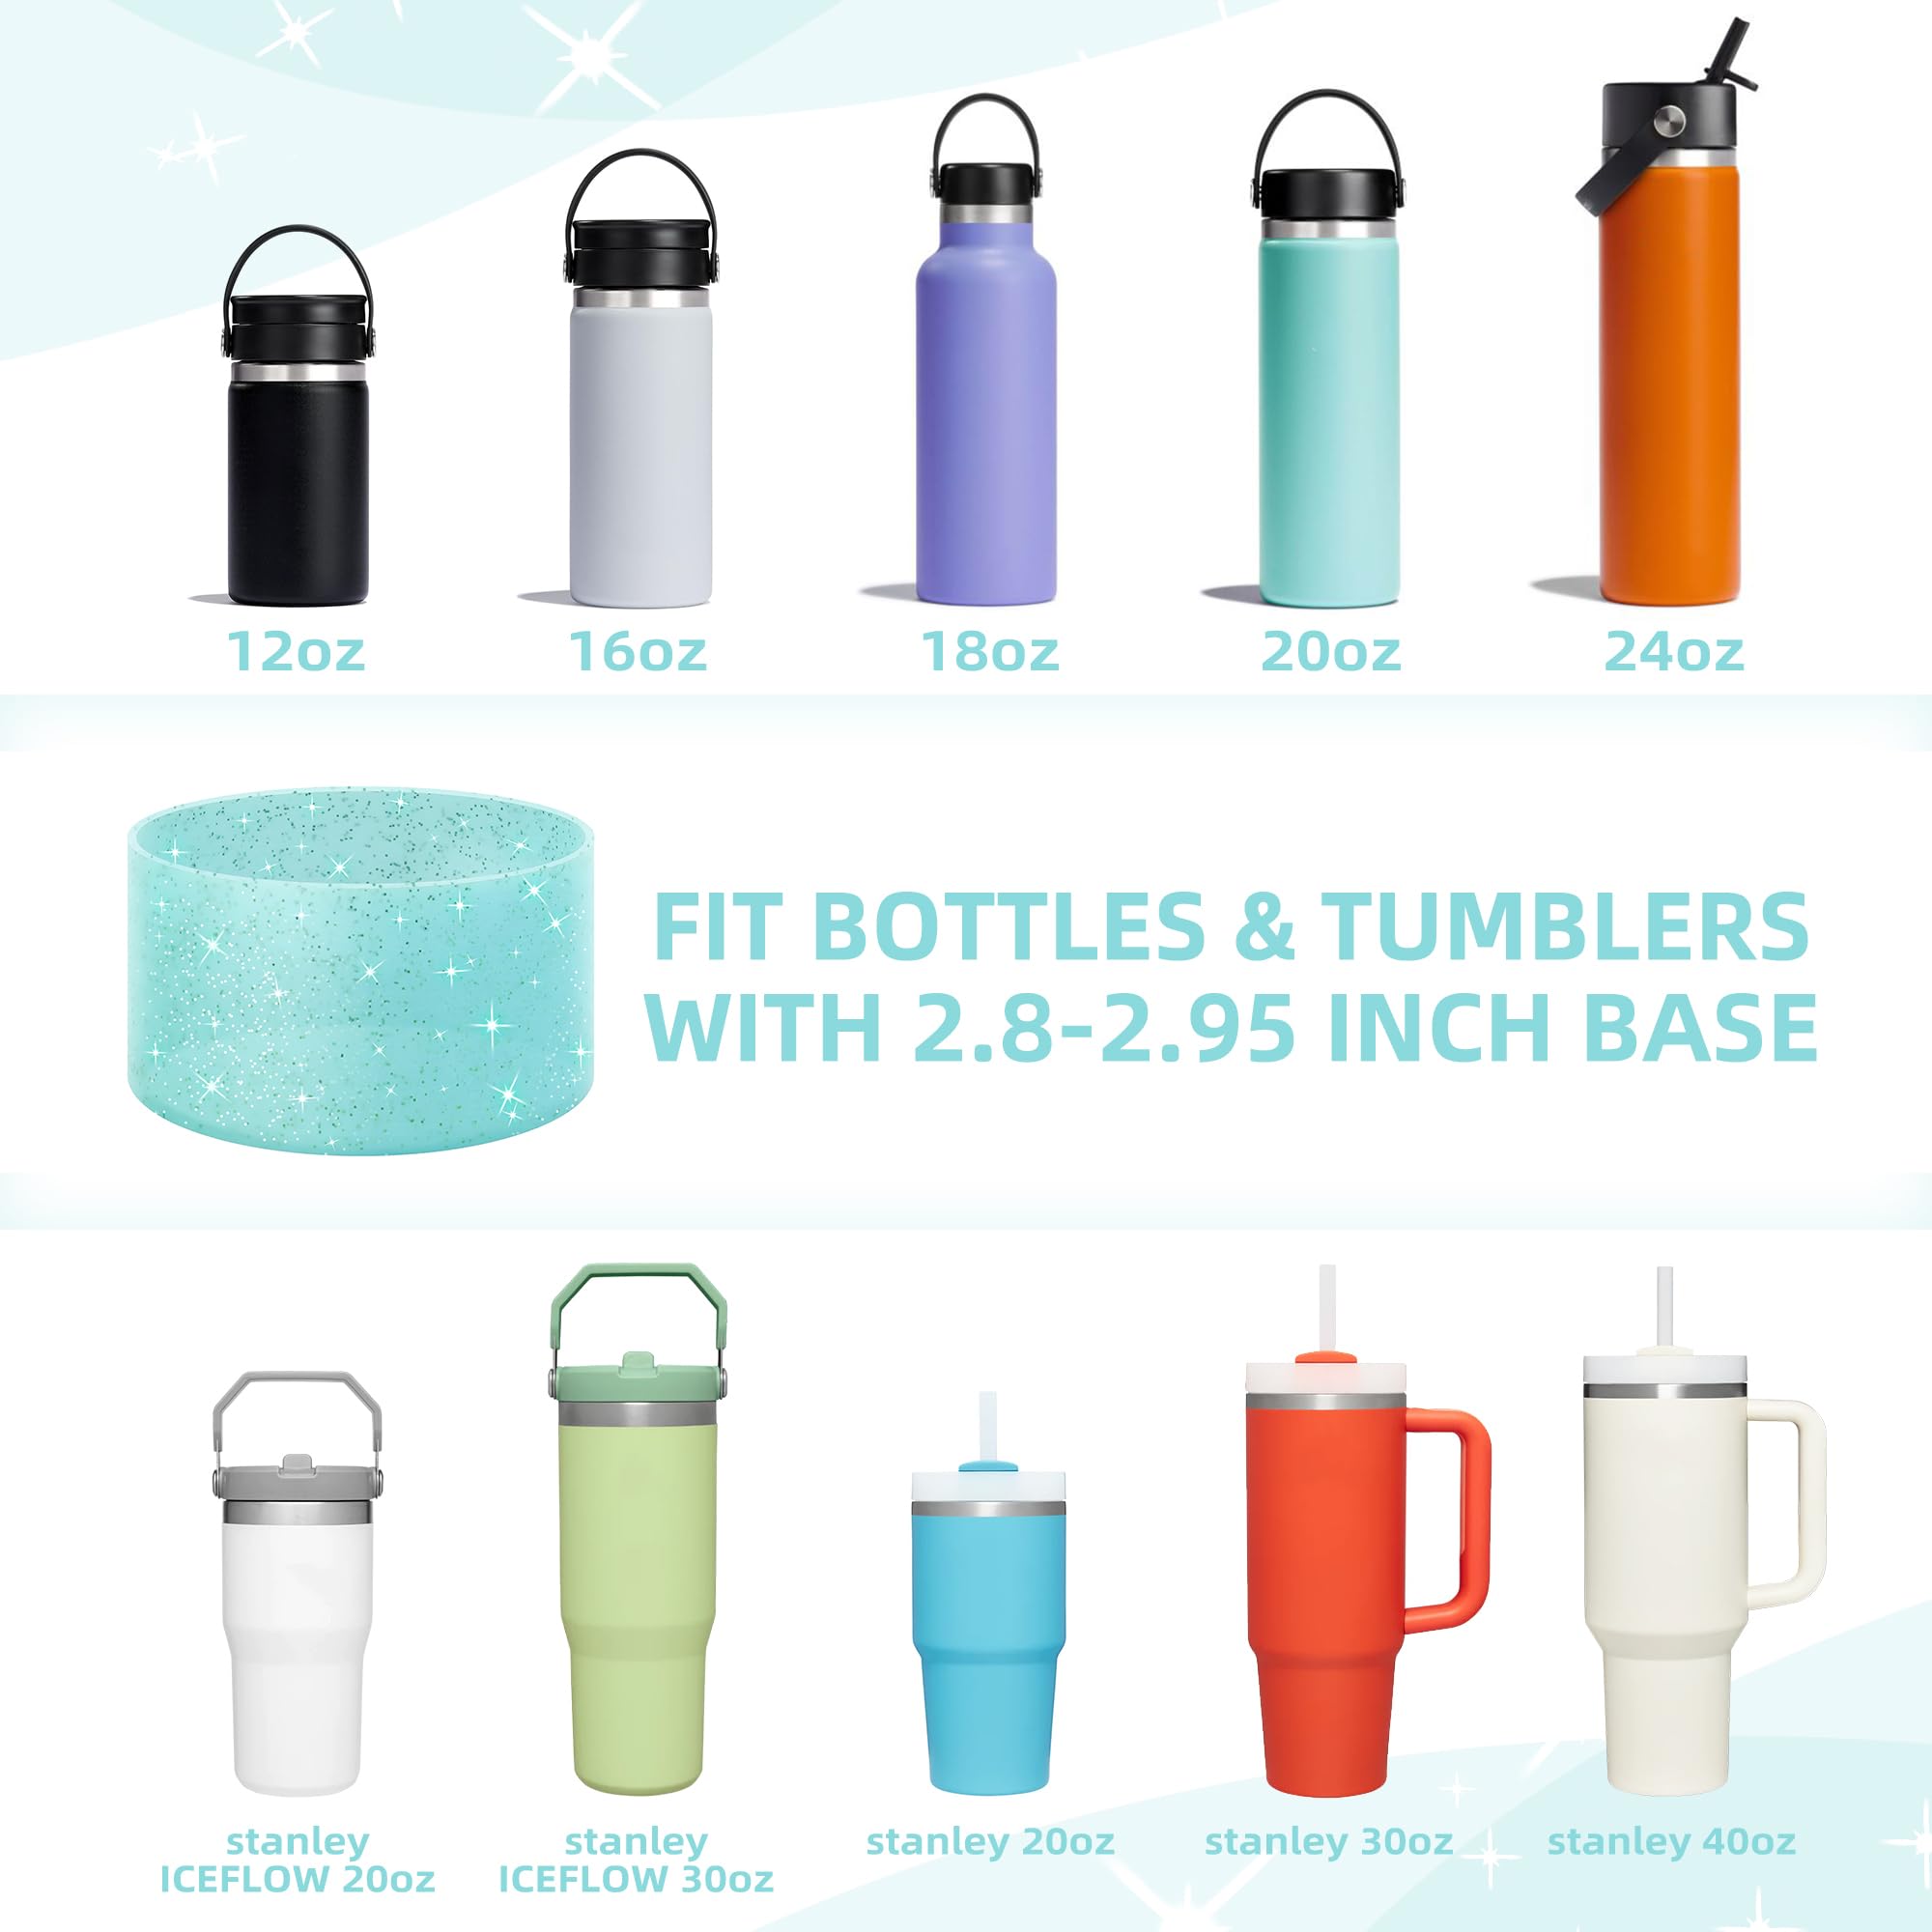 12oz
16oz
18oz
20oz
24oz
FIT BOTTLES & TUMBLERS
WITH 2.8-2.95 INCH BASE
stanley
ICEFLOW 20oz
stanley
ICEFLOW 30oz
stanley 20oz
stanley 30oz
stanley 40oz